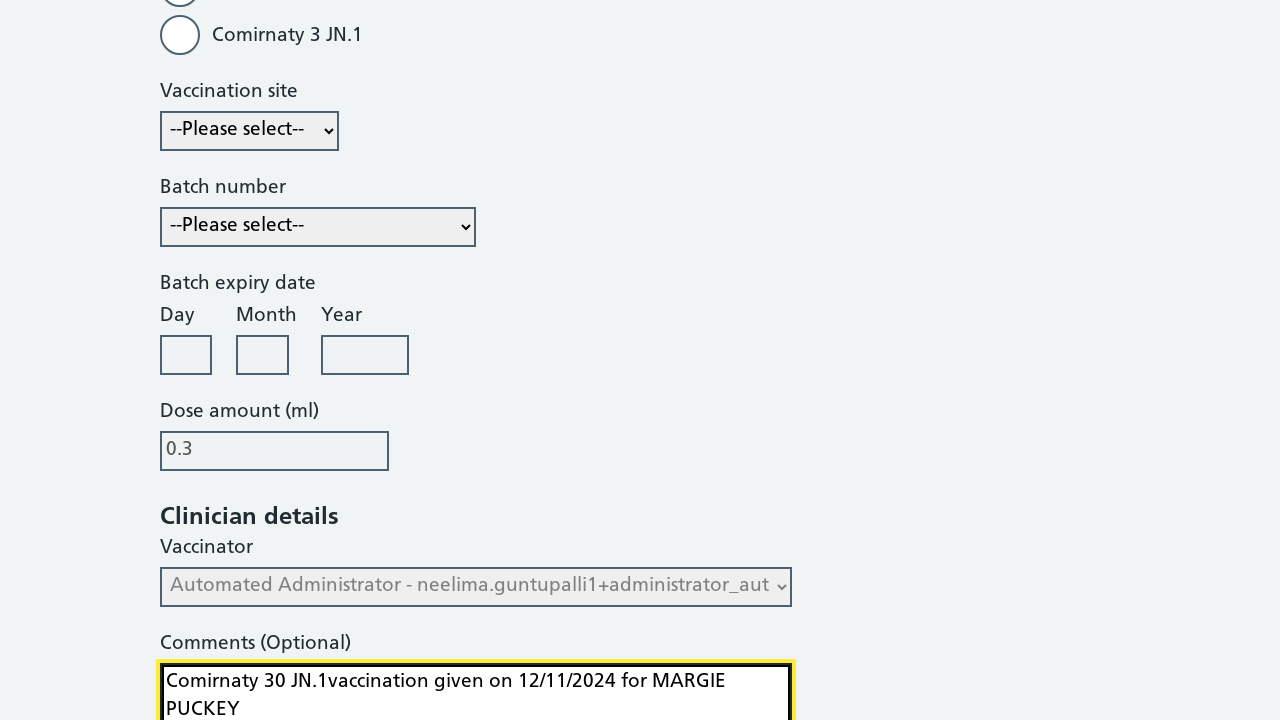 Comirnaty 3 JN.1
Vaccination site
--Please select--
Batch number
--Please select--
Batch expiry date
Day Month Year
Dose amount (ml)
0.3
Clinician details
Vaccinator
Automated Administrator - neelima.guntupalli1+administrator_aut
Comments (Optional)
Comirnaty 30 JN.1vaccination given on 12/11/2024 for MARGIE
PUCKEY